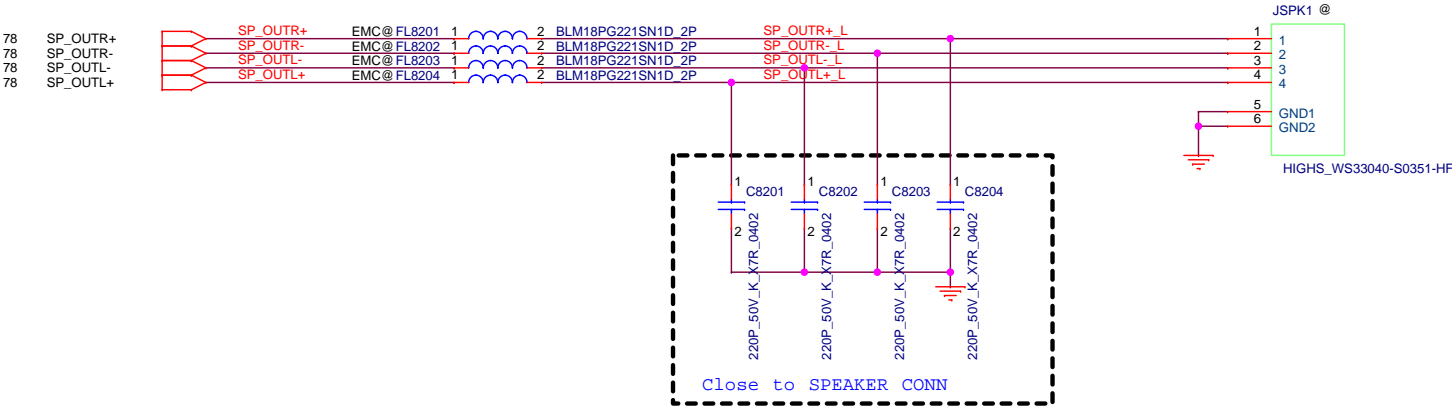 JSPK1 @
78 SP_OUTR+ SP_OUTR+ EMC@ FL8201 1 2 BLM18PG221SN1D_2P SP_OUTR+_L 1 1
78 SP_OUTR- SP_OUTR- EMC@ FL8202 1 2 BLM18PG221SN1D_2P SP_OUTR-_L 2 2
78 SP_OUTL- SP_OUTL- EMC@ FL8203 1 2 BLM18PG221SN1D_2P SP_OUTL-_L 3 3
78 SP_OUTL+ SP_OUTL+ EMC@ FL8204 1 2 BLM18PG221SN1D_2P SP_OUTL+_L 4 4
5 GND1
6 GND2
HIGHS_WS33040-S0351-HF
1 C8201 1 C8202 1 C8203 1 C8204
2 2 2 2
220P_50V_K_X7R_0402
220P_50V_K_X7R_0402
220P_50V_K_X7R_0402
220P_50V_K_X7R_0402
Close to SPEAKER CONN